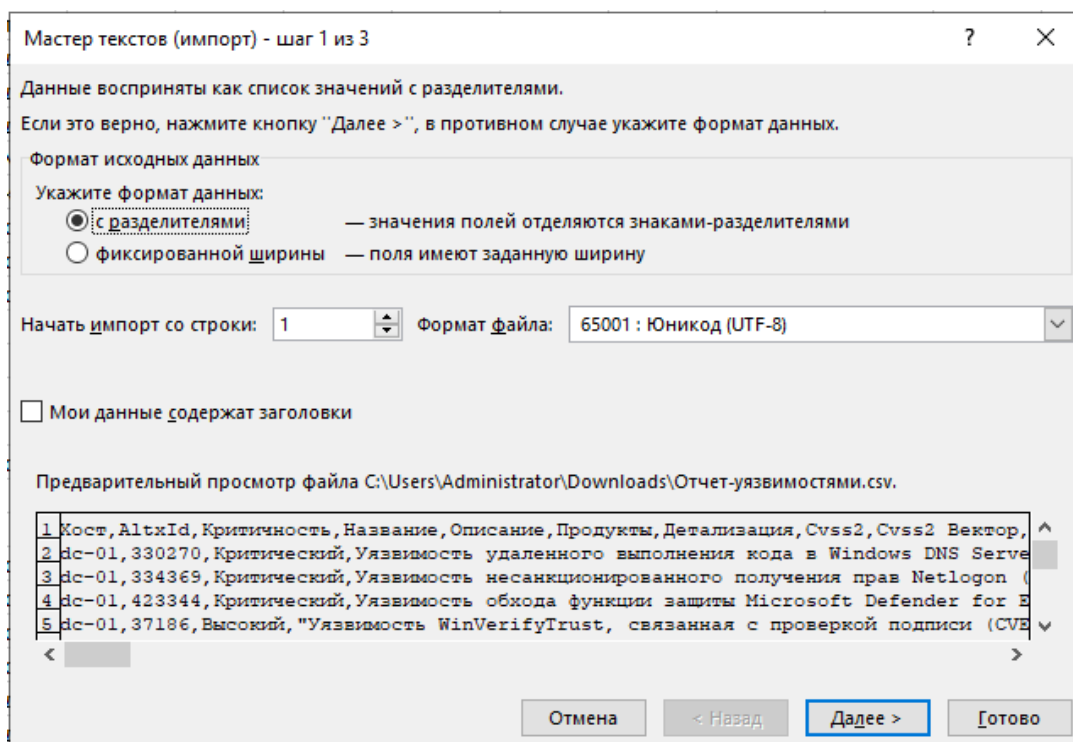 Мастер текстов (импорт) - шаг 1 из 3
Данные восприняты как список значений с разделителями.
Если это верно, нажмите кнопку "Далее >", в противном случае укажите формат данных.
Формат исходных данных
Укажите формат данных:
с разделителями — значения полей отделяются знаками-разделителями
фиксированной ширины — поля имеют заданную ширину
Начать импорт со строки: 1 Формат файла: 65001 : Юникод (UTF-8)
Мои данные содержат заголовки
Предварительный просмотр файла C:\Users\Administrator\Downloads\Отчет-уязвимостями.csv.
1 Хост,AltxId,Критичность,Название,Описание,Продукты,Детализация,Cvss2,Cvss2 Вектор,
2 dc-01,330270,Критический,Уязвимость удаленного выполнения кода в Windows DNS Serve
3 dc-01,334369,Критический,Уязвимость несанкционированного получения прав Netlogon (
4 dc-01,423344,Критический,Уязвимость обхода функции защиты Microsoft Defender for E
5 dc-01,37186,Высокий,"Уязвимость WinVerifyTrust, связанная с проверкой подписи (CVE
Отмена < Назад Далее > Готово